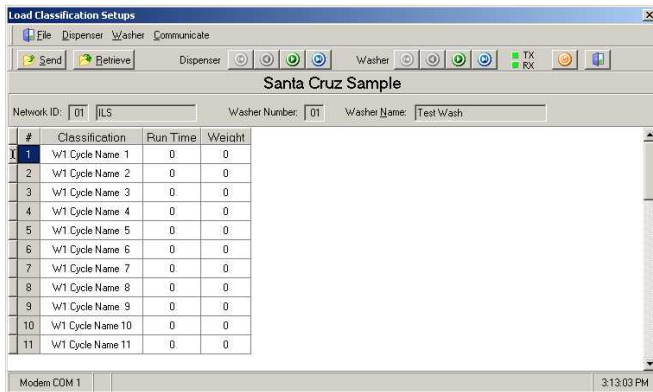 Load Classification Setups
File Dispenser Washer Communicate
Send Retrieve Dispenser Washer TX
RX
Santa Cruz Sample
Network ID: 01 ILS Washer Number: 01 Washer Name: Test Wash
# Classification Run Time Weight
1 W1 Cycle Name 1 0 0
2 W1 Cycle Name 2 0 0
3 W1 Cycle Name 3 0 0
4 W1 Cycle Name 4 0 0
5 W1 Cycle Name 5 0 0
6 W1 Cycle Name 6 0 0
7 W1 Cycle Name 7 0 0
8 W1 Cycle Name 8 0 0
9 W1 Cycle Name 9 0 0
10 W1 Cycle Name 10 0 0
11 W1 Cycle Name 11 0 0
Modem COM 1 3:13:03 PM